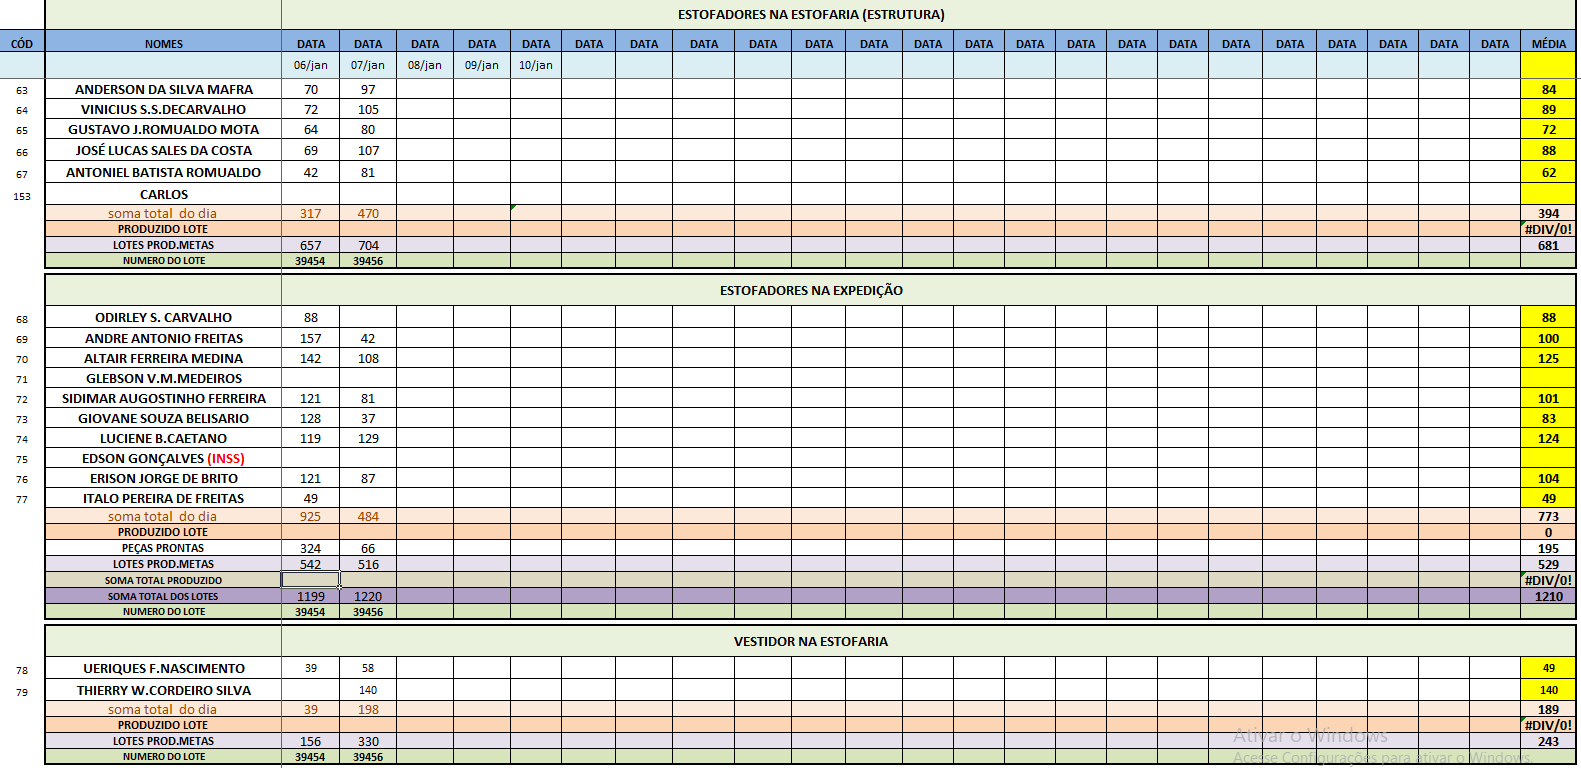 ESTOFADORES NA ESTOFARIA (ESTRUTURA)
CÓD NOMES DATA DATA DATA DATA DATA DATA DATA DATA DATA DATA DATA DATA DATA DATA DATA DATA DATA DATA DATA DATA DATA DATA MÉDIA
06/jan 07/jan 08/jan 09/jan 10/jan
63 ANDERSON DA SILVA MAFRA 70 97 84
64 VINICIUS S.S.DECARVALHO 72 105 89
65 GUSTAVO J.ROMUALDO MOTA 64 80 72
66 JOSÉ LUCAS SALES DA COSTA 69 107 88
67 ANTONIEL BATISTA ROMUALDO 42 81 62
153 CARLOS
soma total do dia 317 470 394
PRODUZIDO LOTE #DIV/0!
LOTES PROD.METAS 657 704 681
NUMERO DO LOTE 39454 39456
ESTOFADORES NA EXPEDIÇÃO
68 ODIRLEY S. CARVALHO 88 88
69 ANDRE ANTONIO FREITAS 157 42 100
70 ALTAIR FERREIRA MEDINA 142 108 125
71 GLEBSON V.M.MEDEIROS
72 SIDIMAR AUGOSTINHO FERREIRA 121 81 101
73 GIOVANE SOUZA BELISARIO 128 37 83
74 LUCIENE B.CAETANO 119 129 124
75 EDSON GONÇALVES (INSS)
76 ERISON JORGE DE BRITO 121 87 104
77 ITALO PEREIRA DE FREITAS 49 49
soma total do dia 925 484 773
PRODUZIDO LOTE 0
PEÇAS PRONTAS 324 66 195
LOTES PROD.METAS 542 516 529
SOMA TOTAL PRODUZIDO #DIV/0!
SOMA TOTAL DOS LOTES 1199 1220 1210
NUMERO DO LOTE 39454 39456
VESTIDOR NA ESTOFARIA
78 UERIQUES F.NASCIMENTO 39 58 49
79 THIERRY W.CORDEIRO SILVA 140 140
soma total do dia 39 198 189
PRODUZIDO LOTE #DIV/0!
LOTES PROD.METAS 156 330 243
NUMERO DO LOTE 39454 39456
Ativar o Windows
Acesse Configurações para ativar o Windows.